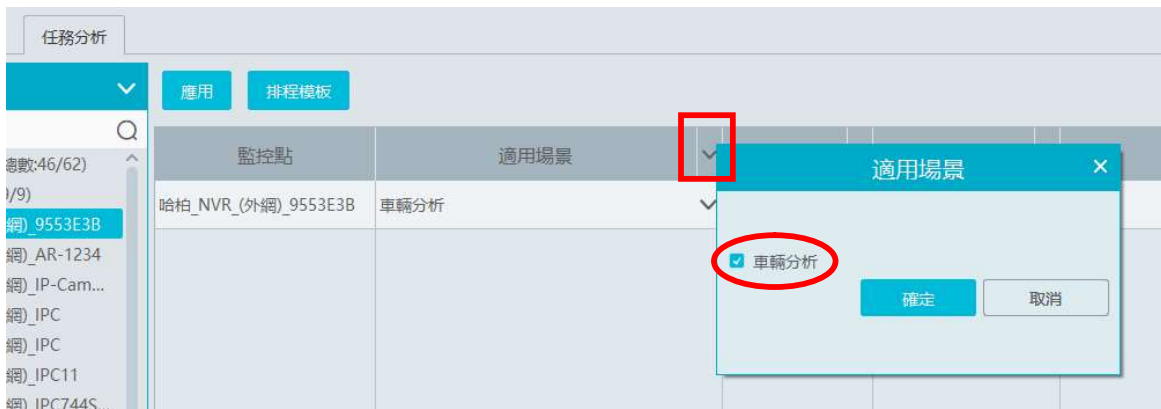 任務分析
應用
排程模板
總數:46/62)
/9)
監控點
適用場景
適用場景
網)_9553E3B
哈柏_NVR_(外網)_9553E3B
車輛分析
網)_AR-1234
車輛分析
網)_IP-Cam...
確定
取消
網)_IPC
網)_IPC
網)_IPC11
網)_IPC744S...